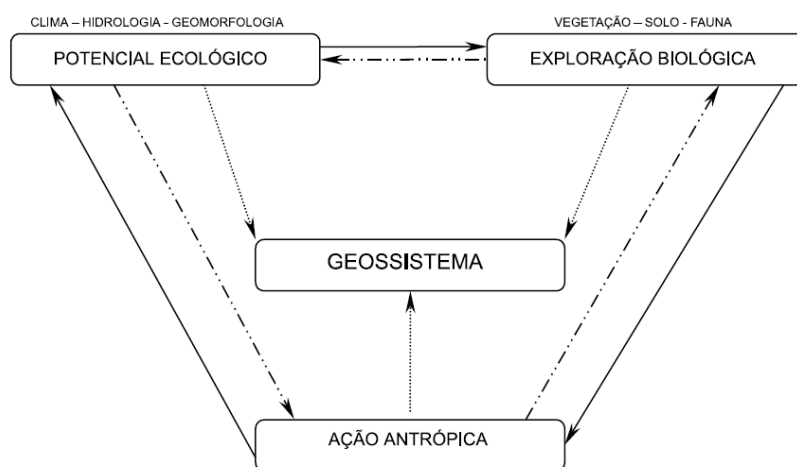 CLIMA – HIDROLOGIA - GEOMORFOLOGIA
VEGETAÇÃO – SOLO - FAUNA
POTENCIAL ECOLÓGICO
EXPLORAÇÃO BIOLÓGICA
GEOSSISTEMA
AÇÃO ANTRÓPICA